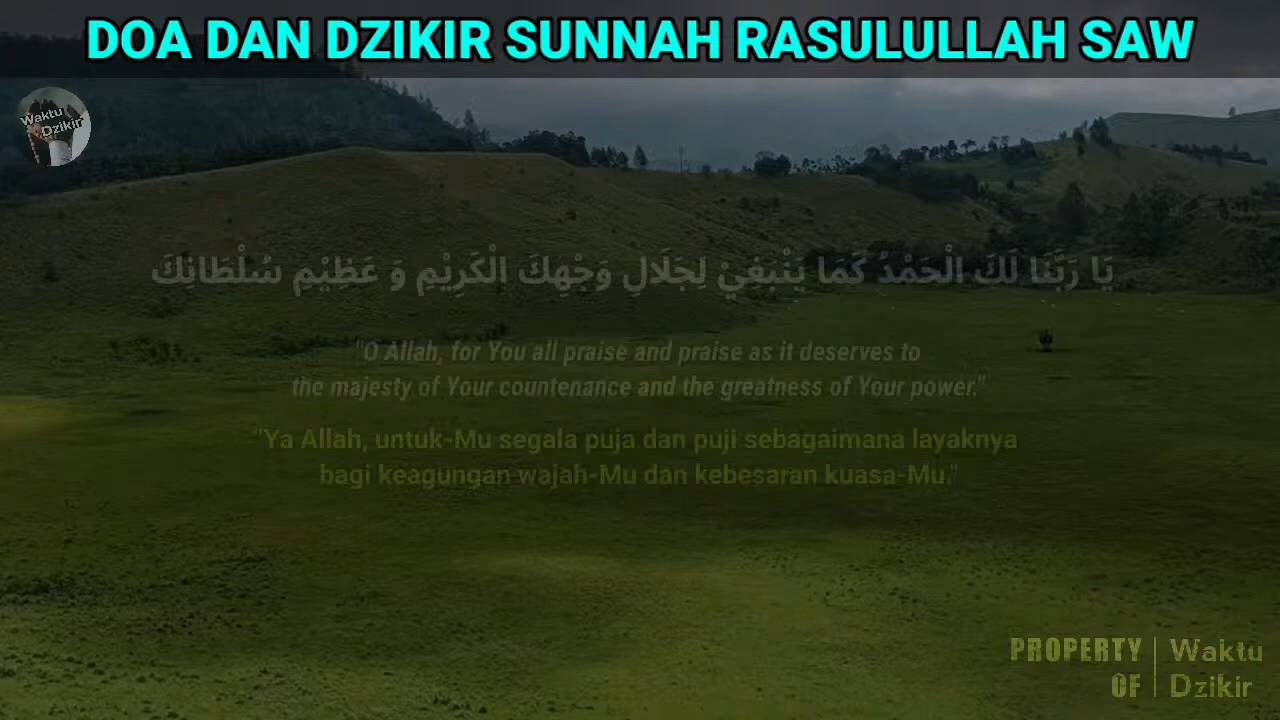 DOA DAN DZIKIR SUNNAH RASULULLAH SAW
Waktu
Dzikir
يَا رَبَّنَا لَكَ الْحَمْدُ كَمَا يَنْبَغِيْ لِجَلَالِ وَجْهِكَ الْكَرِيْمِ وَ عَظِيْمِ سُلْطَانِكَ
"O Allah, for You all praise and praise as it deserves to
the majesty of Your countenance and the greatness of Your power."
"Ya Allah, untuk-Mu segala puja dan puji sebagaimana layaknya
bagi keagungan wajah-Mu dan kebesaran kuasa-Mu."
PROPERTY OF
Waktu Dzikir